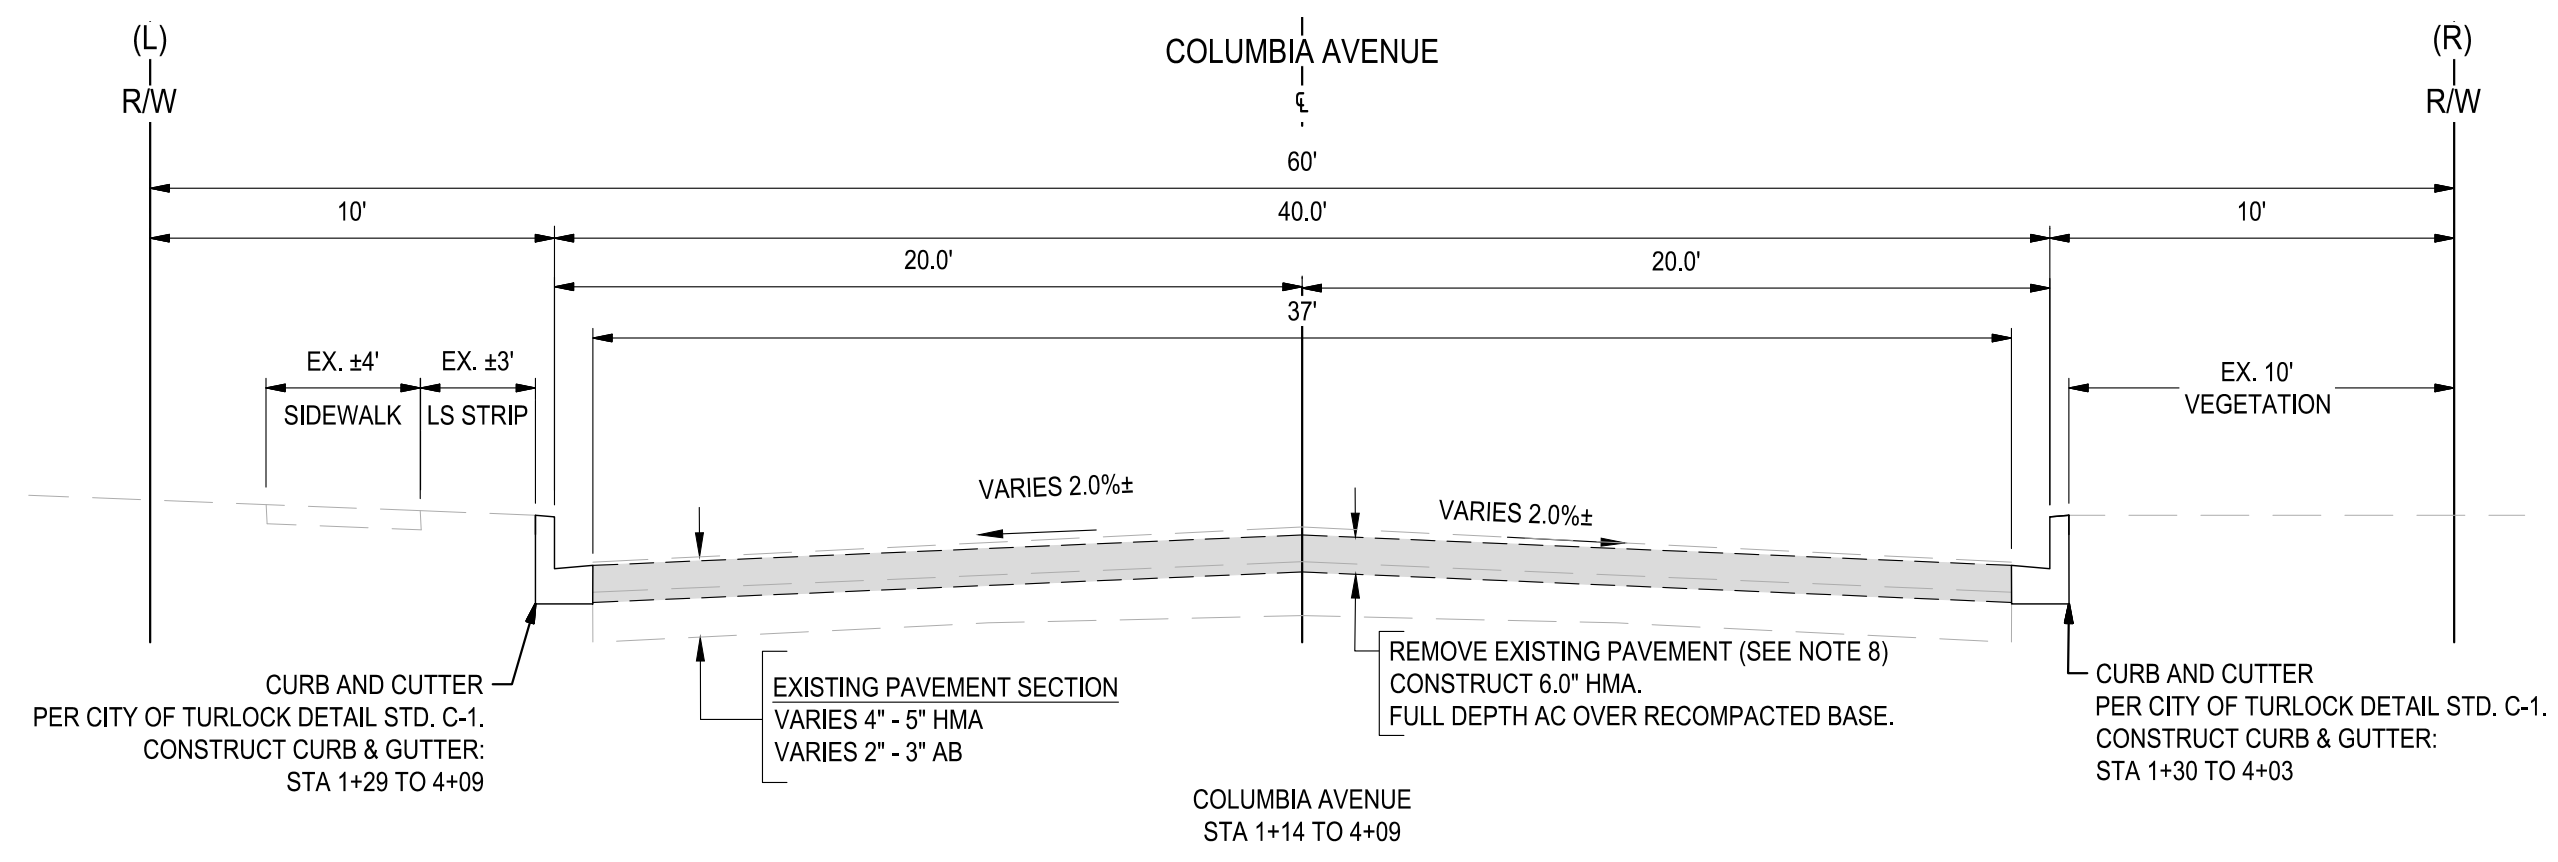 (L)
COLUMBIA AVENUE
(R)
R/W
℄
R/W
60'
10'
40.0'
10'
20.0'
20.0'
37'
EX. ±4'
EX. ±3'
EX. 10'
SIDEWALK
LS STRIP
VEGETATION
VARIES 2.0%±
VARIES 2.0%±
CURB AND CUTTER
PER CITY OF TURLOCK DETAIL STD. C-1.
CONSTRUCT CURB & GUTTER:
STA 1+29 TO 4+09
EXISTING PAVEMENT SECTION
VARIES 4" - 5" HMA
VARIES 2" - 3" AB
REMOVE EXISTING PAVEMENT (SEE NOTE 8)
CONSTRUCT 6.0" HMA.
FULL DEPTH AC OVER RECOMPACTED BASE.
CURB AND CUTTER
PER CITY OF TURLOCK DETAIL STD. C-1.
CONSTRUCT CURB & GUTTER:
STA 1+30 TO 4+03
COLUMBIA AVENUE
STA 1+14 TO 4+09